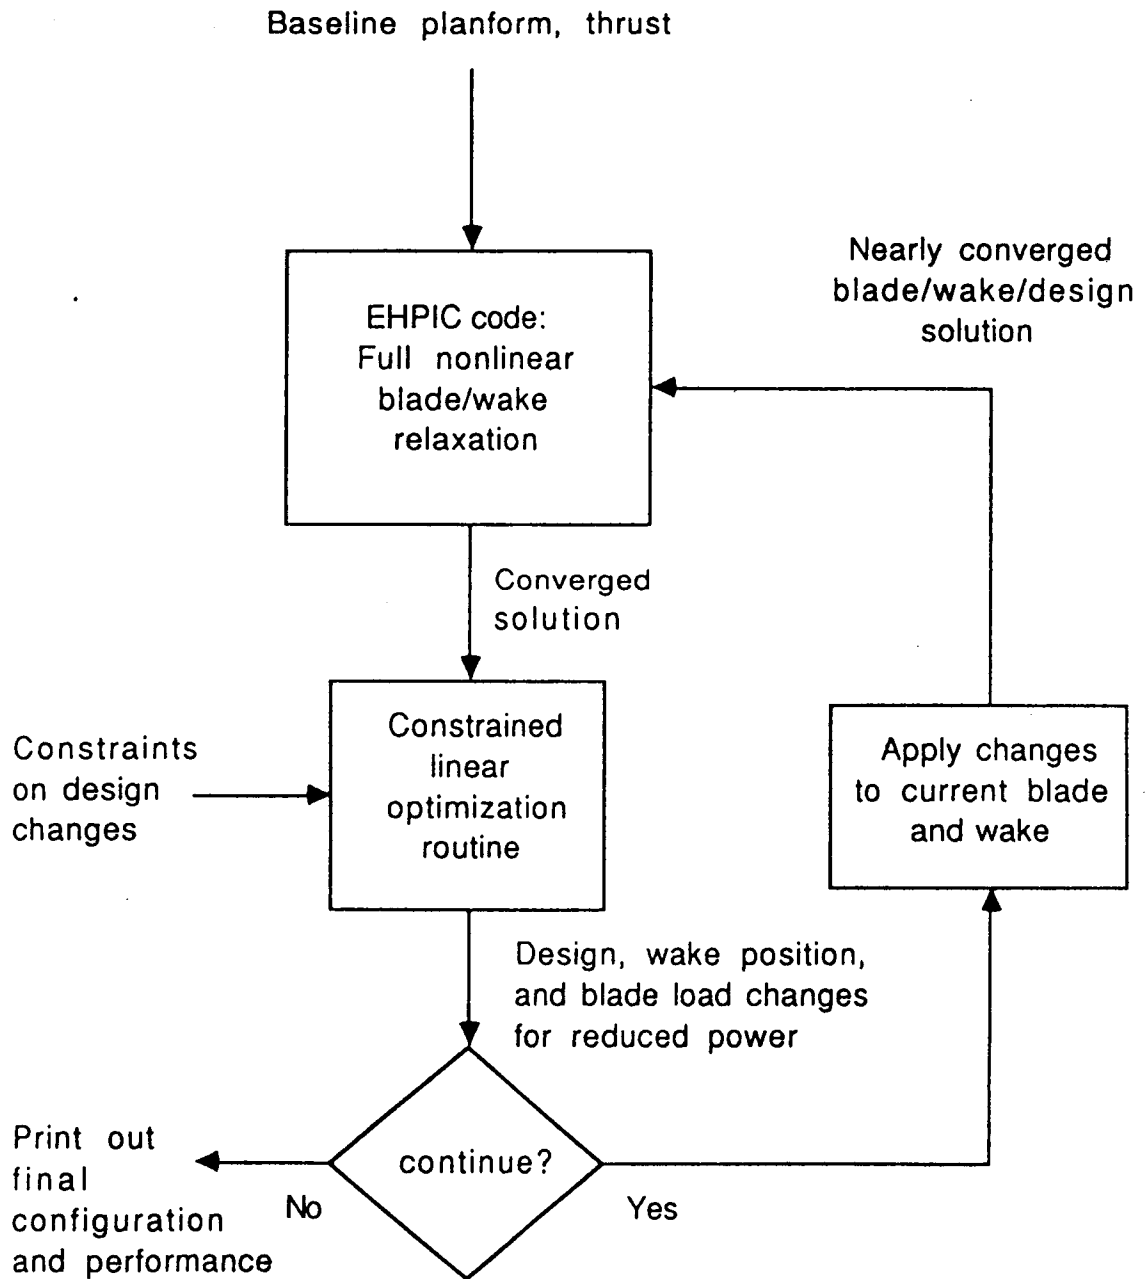 Baseline planform, thrust
Nearly converged
blade/wake/design
solution
EHPIC code:
Full nonlinear
blade/wake
relaxation
Converged
solution
Constrained
linear
optimization
routine
Constraints
on design
changes
Apply changes
to current blade
and wake
Design, wake position,
and blade load changes
for reduced power
continue?
No
Yes
Print out
final
configuration
and performance